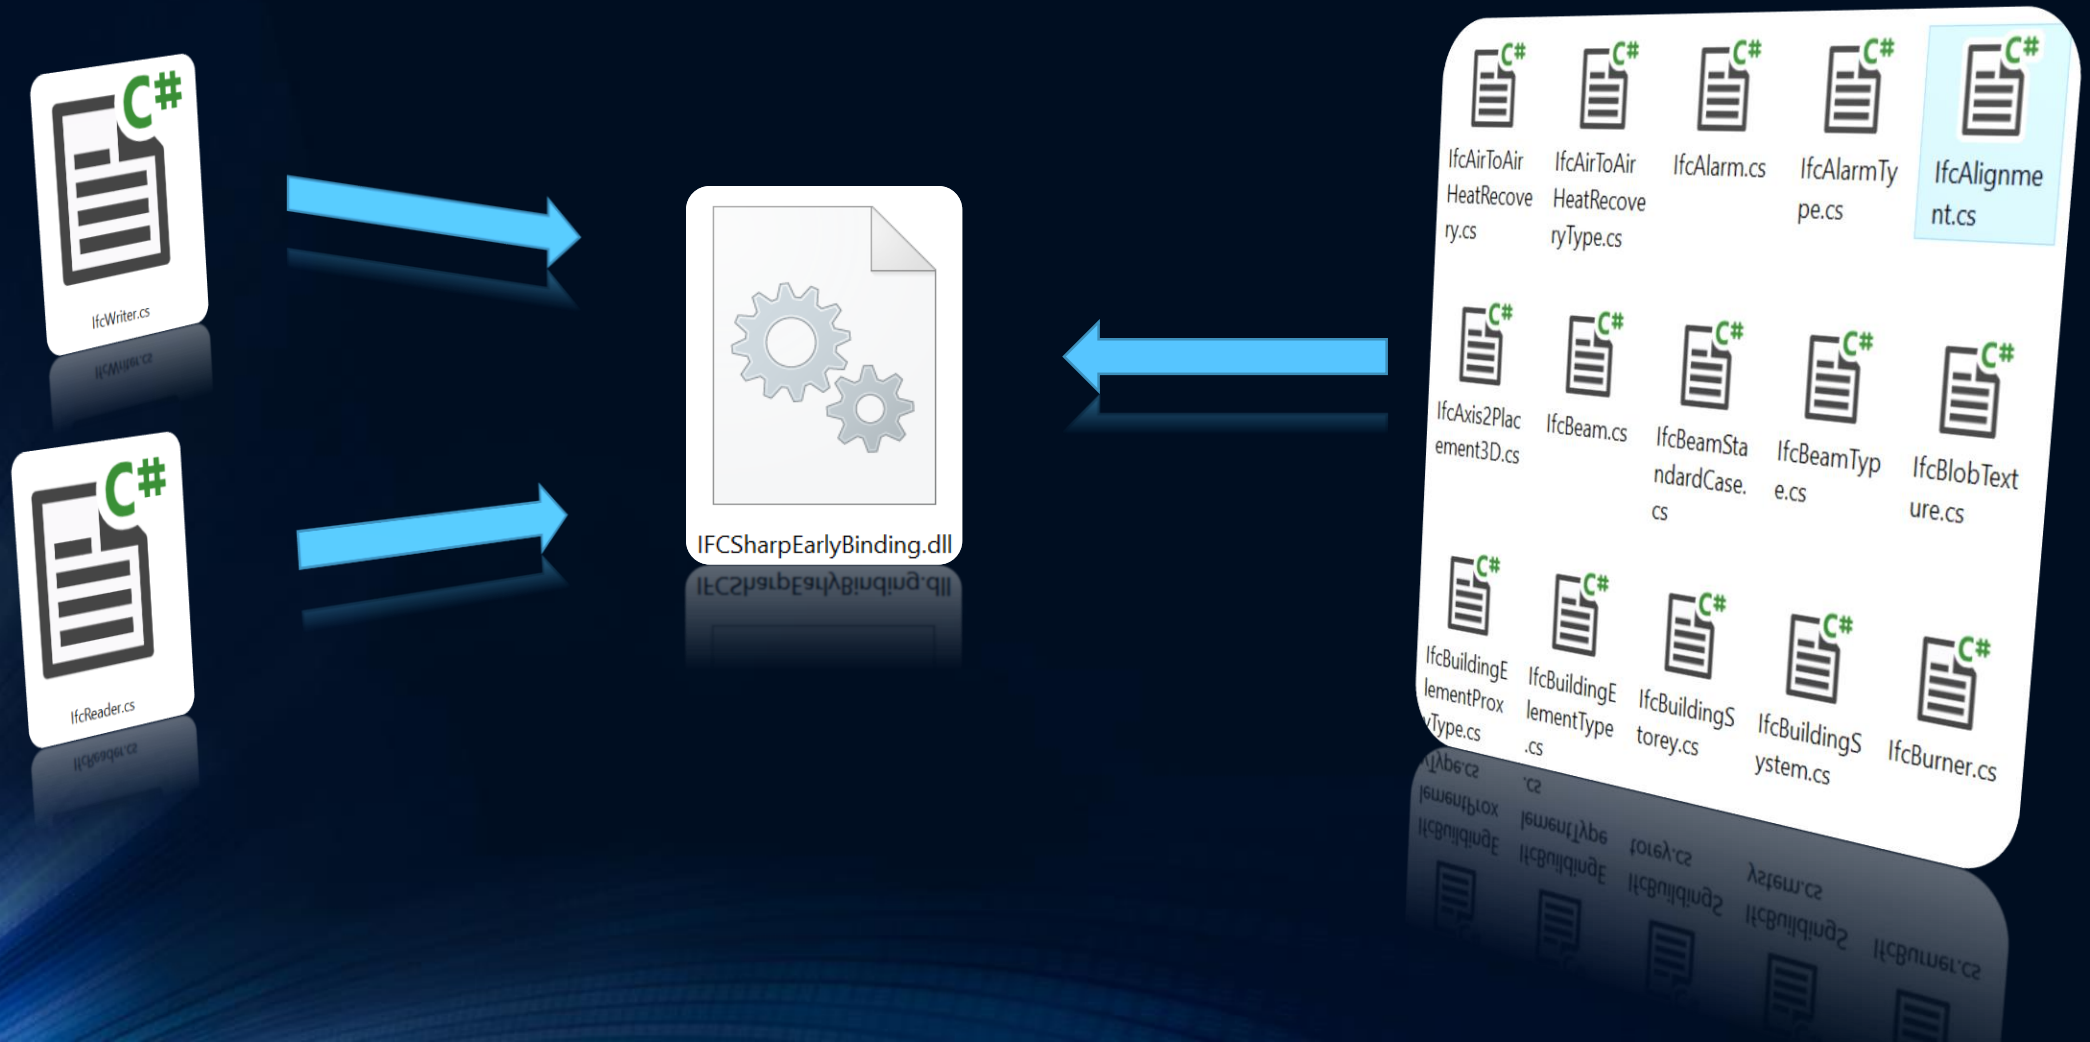 C#
IfcWriter.cs
C#
IfcReader.cs
IFCSharpEarlyBinding.dll
C# C# C# C# C#
IfcAirToAir
HeatRecove
ry.cs
IfcAirToAir
HeatRecove
ryType.cs
IfcAlarm.cs
IfcAlarmTy
pe.cs
IfcAlignme
nt.cs
C# C# C# C# C#
IfcAxis2Plac
ement3D.cs
IfcBeam.cs
IfcBeamSta
ndardCase.
cs
IfcBeamTyp
e.cs
IfcBlobText
ure.cs
C# C# C# C# C#
IfcBuildingE
lementProx
yType.cs
IfcBuildingE
lementType
.cs
IfcBuildingS
torey.cs
IfcBuildingS
ystem.cs
IfcBurner.cs